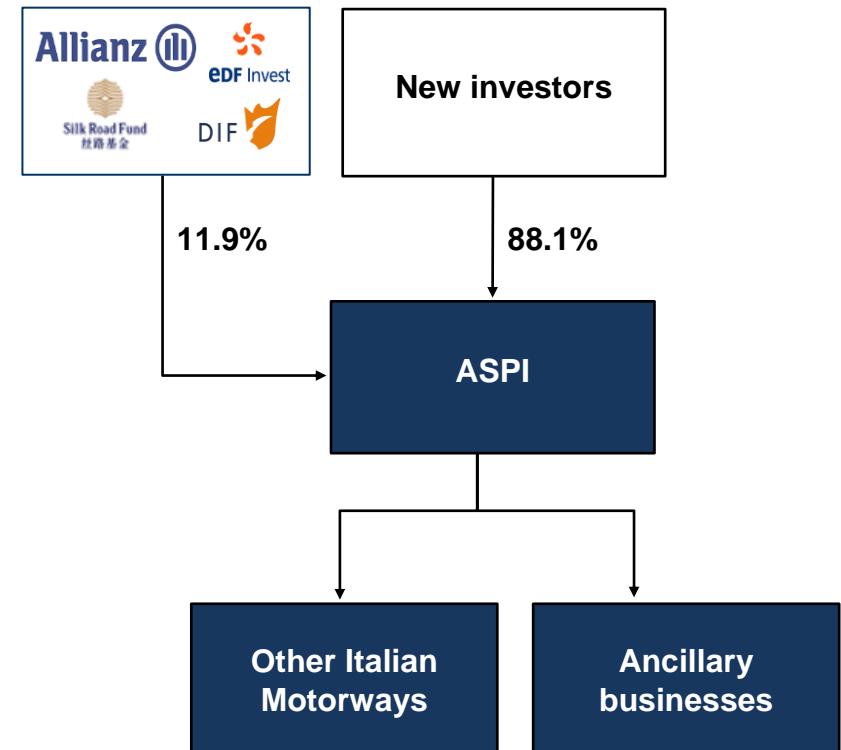 Allianz
eDF Invest
Silk Road Fund
丝路基金
DIF
New investors
11.9%
88.1%
ASPI
Other Italian
Motorways
Ancillary
businesses